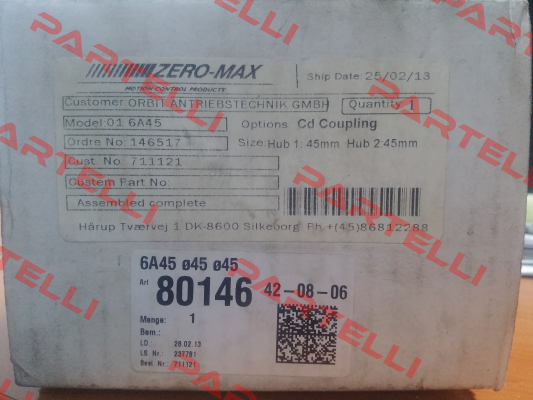 ZERO-MAX
MOTION CONTROL PRODUCTS
Ship Date: 25/02/13
Customer ORBIT ANTRIEBSTECHNIK GMBH
Quantity 1
Model 01 6A45
Options Cd Coupling
Ordre No: 146517
Size: Hub 1: 45mm Hub 2:45mm
Cust No. 711121
Custem Part No.
Assembled complete
Hårup Tværvej 1 DK-8600 Silkeborg. Ph.+(45)86812288
6A45 ø45 ø45
Art 80146 42-08-06
Menge: 1
Bem.:
LD : 28.02.13
LS Nr.: 237781
Best. Nr.: 711121
PARTELLI
PARTELLI
PARTELLI
PARTELLI
PARTELLI
PARTELLI